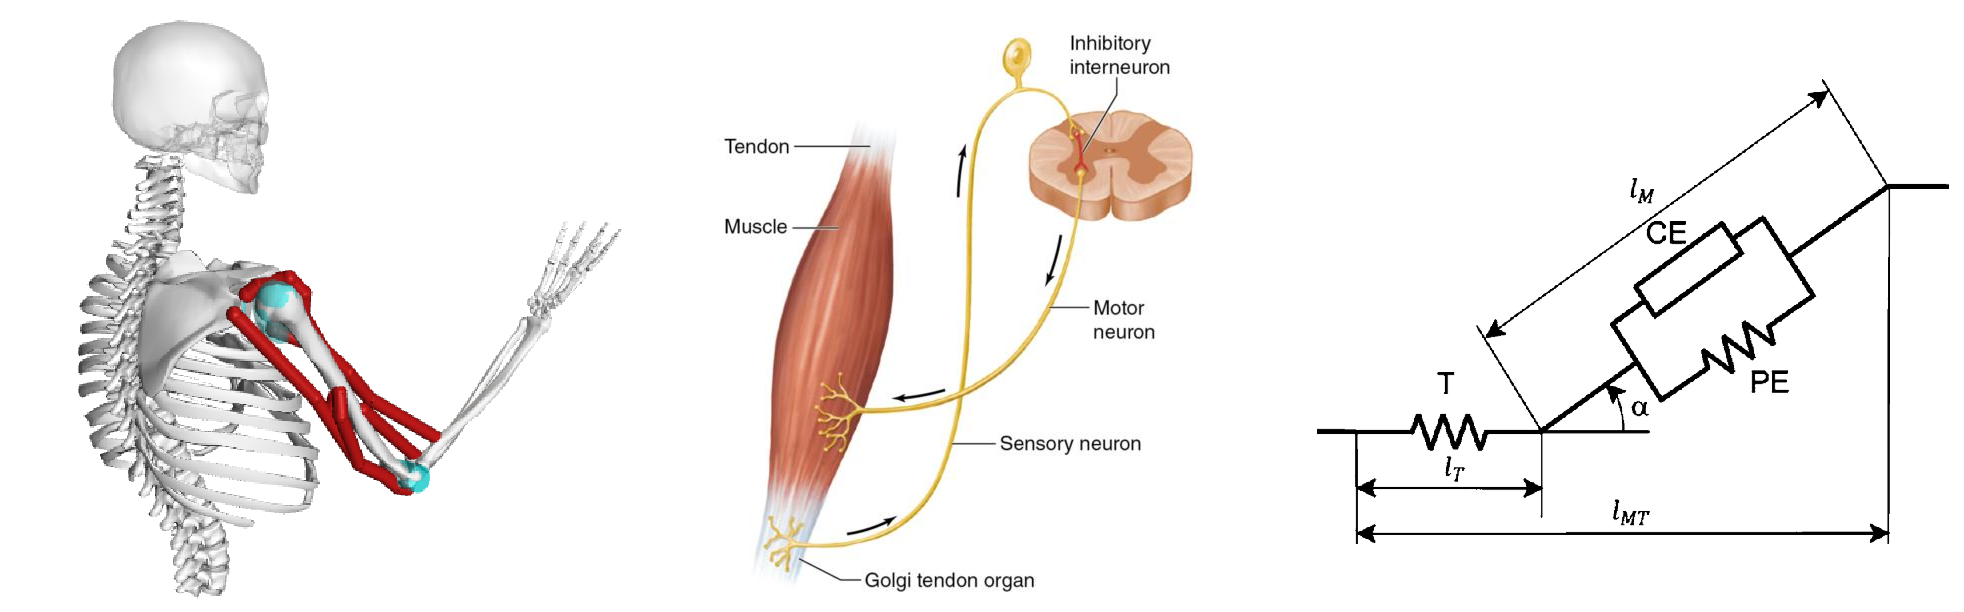 Inhibitory
interneuron
Tendon
Muscle
Motor
neuron
Sensory neuron
Golgi tendon organ
l_M
CE
PE
T
α
l_T
l_MT